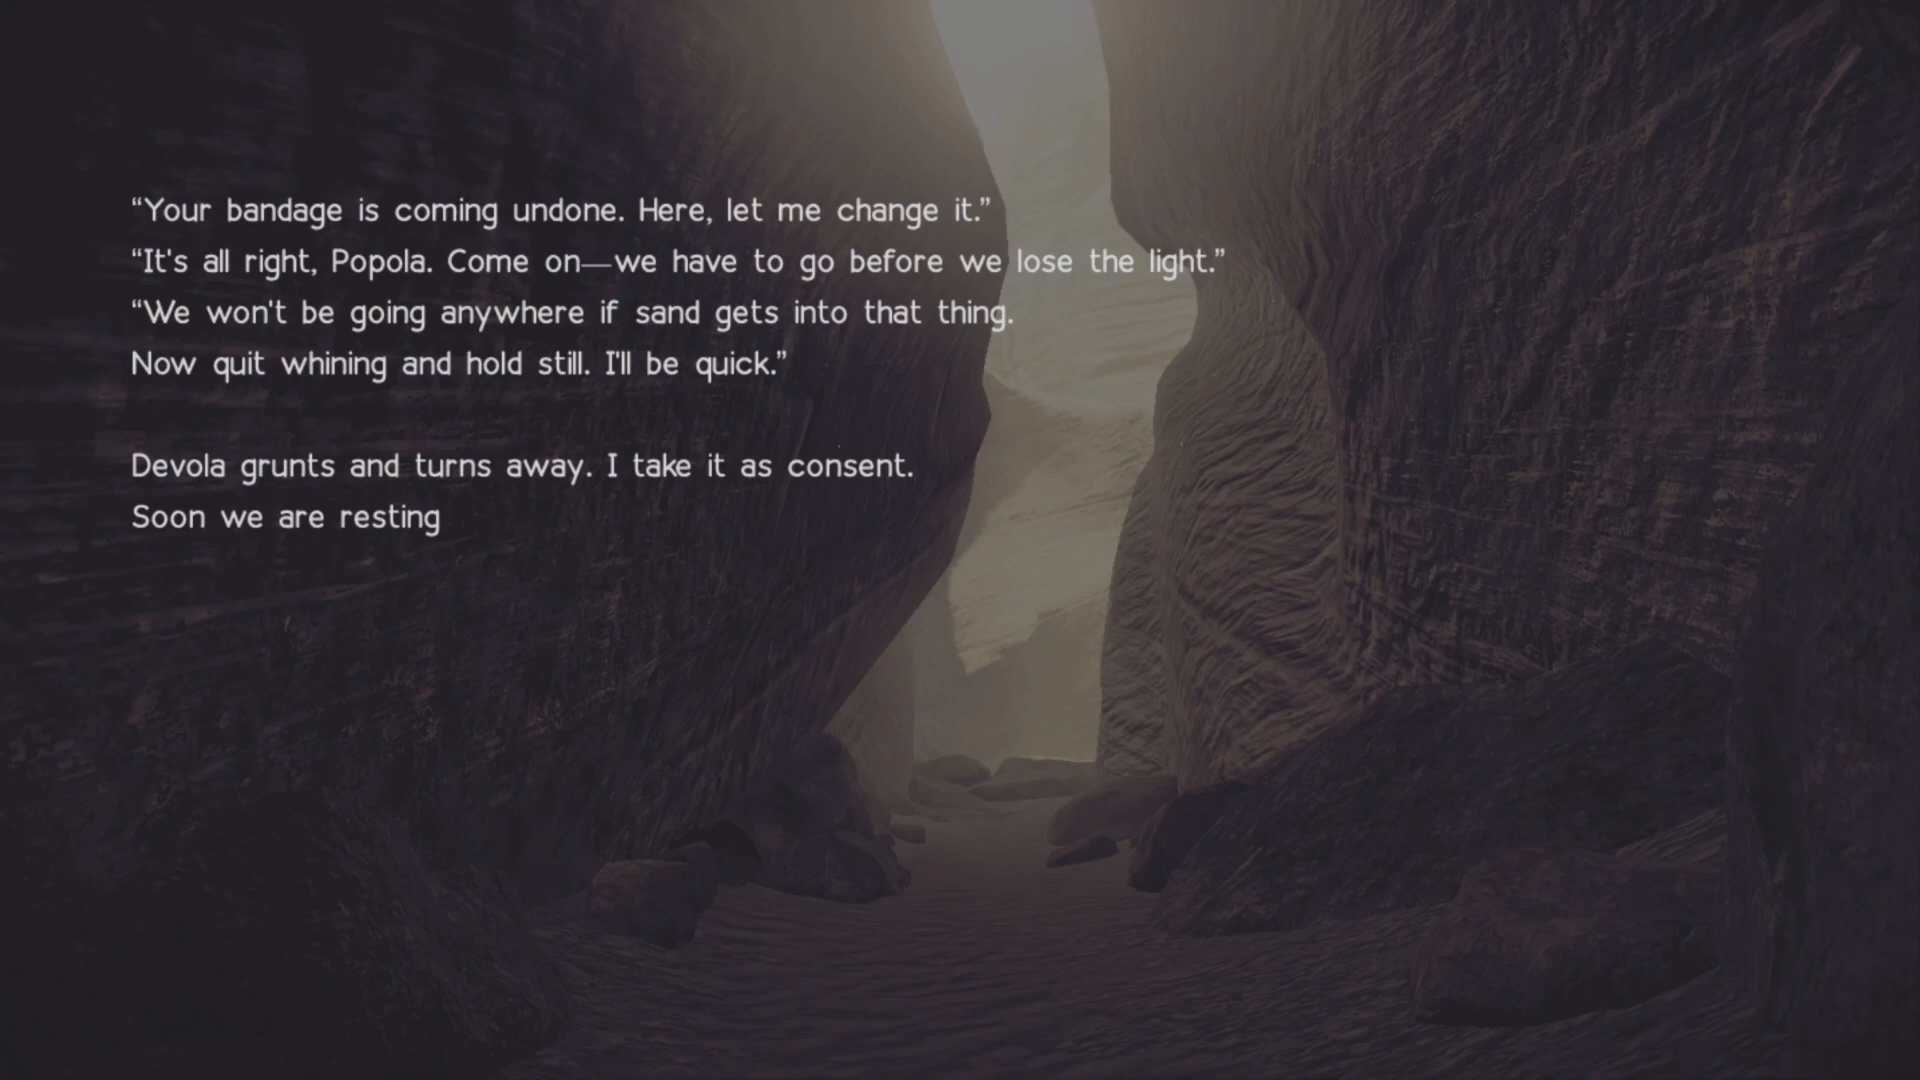 “Your bandage is coming undone. Here, let me change it.”
“It's all right, Popola. Come on—we have to go before we lose the light.”
“We won't be going anywhere if sand gets into that thing.
Now quit whining and hold still. I'll be quick.”
Devola grunts and turns away. I take it as consent.
Soon we are resting